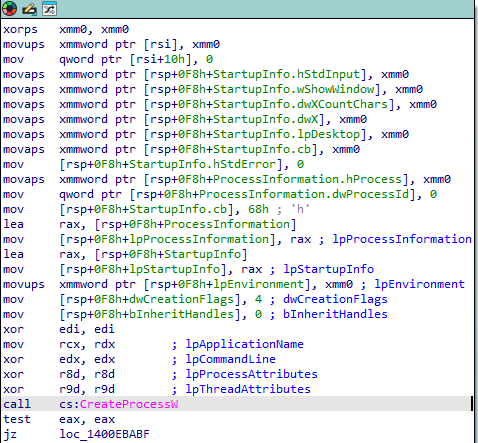 xorps xmm0, xmm0
movups xmmword ptr [rsi], xmm0
mov qword ptr [rsi+10h], 0
movaps xmmword ptr [rsp+0F8h+StartupInfo.hStdInput], xmm0
movaps xmmword ptr [rsp+0F8h+StartupInfo.wShowWindow], xmm0
movaps xmmword ptr [rsp+0F8h+StartupInfo.dwXCountChars], xmm0
movaps xmmword ptr [rsp+0F8h+StartupInfo.dwX], xmm0
movaps xmmword ptr [rsp+0F8h+StartupInfo.lpDesktop], xmm0
movaps xmmword ptr [rsp+0F8h+StartupInfo.cb], xmm0
mov [rsp+0F8h+StartupInfo.hStdError], 0
movaps xmmword ptr [rsp+0F8h+ProcessInformation.hProcess], xmm0
mov qword ptr [rsp+0F8h+ProcessInformation.dwProcessId], 0
mov [rsp+0F8h+StartupInfo.cb], 68h ; 'h'
lea rax, [rsp+0F8h+ProcessInformation]
mov [rsp+0F8h+lpProcessInformation], rax ; lpProcessInformation
lea rax, [rsp+0F8h+StartupInfo]
mov [rsp+0F8h+lpStartupInfo], rax ; lpStartupInfo
movups xmmword ptr [rsp+0F8h+lpEnvironment], xmm0 ; lpEnvironment
mov [rsp+0F8h+dwCreationFlags], 4 ; dwCreationFlags
mov [rsp+0F8h+bInheritHandles], 0 ; bInheritHandles
xor edi, edi
mov rcx, rdx ; lpApplicationName
xor edx, edx ; lpCommandLine
xor r8d, r8d ; lpProcessAttributes
xor r9d, r9d ; lpThreadAttributes
call cs:CreateProcessW
test eax, eax
jz loc_1400EBABF